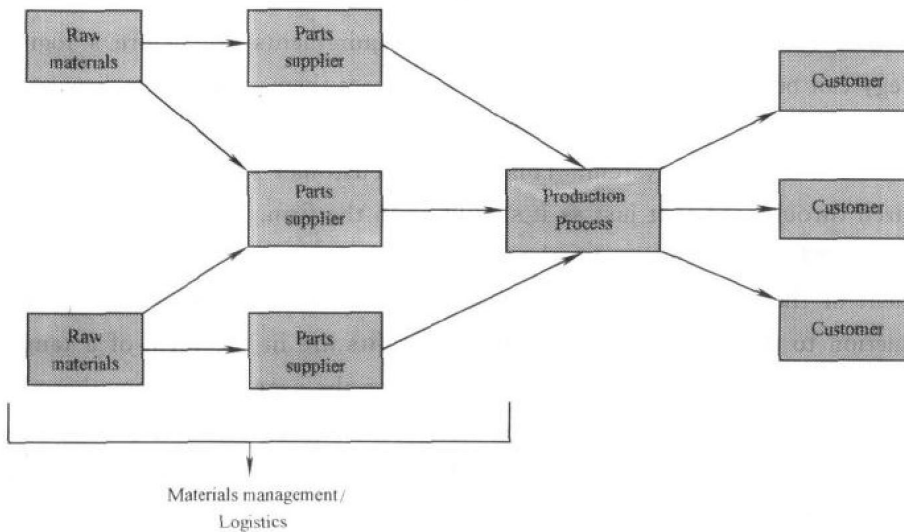 Raw
materials
Parts
supplier
Customer
Parts
supplier
Production
Process
Customer
Raw
materials
Parts
supplier
Customer
Materials management/
Logistics